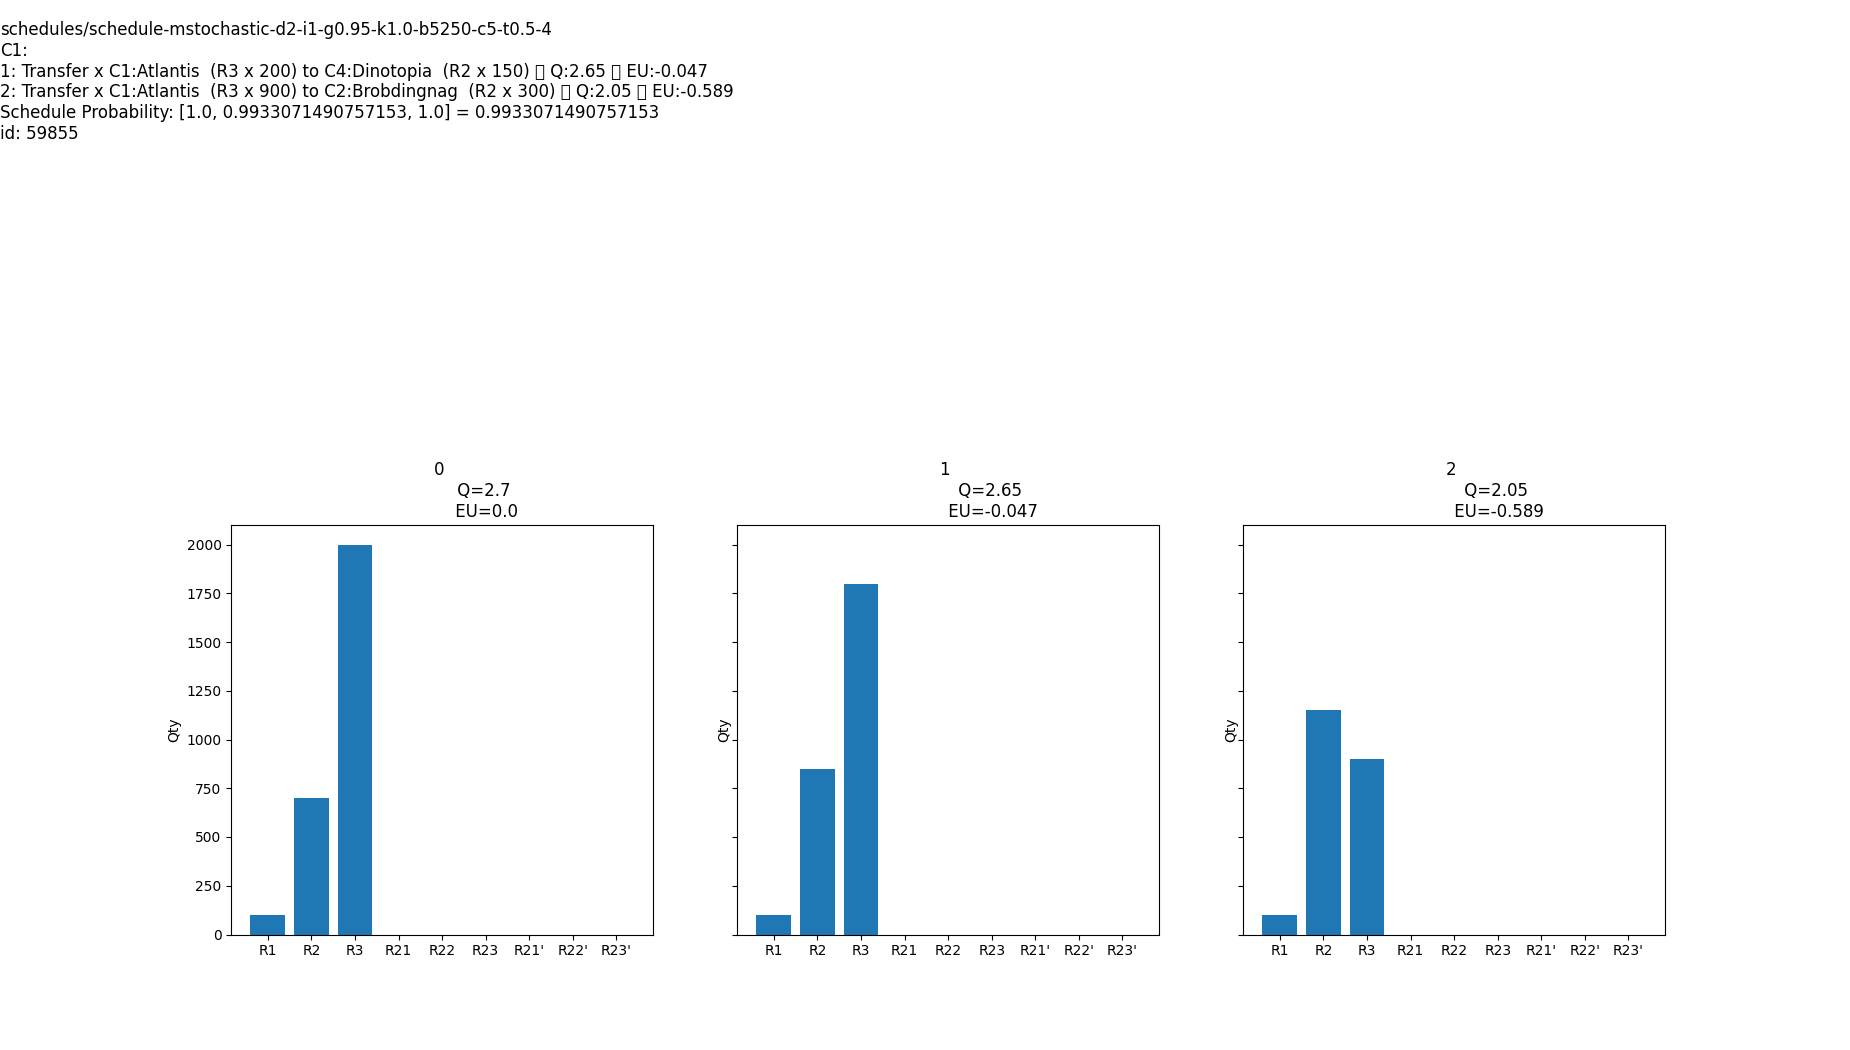 schedules/schedule-mstochastic-d2-i1-g0.95-k1.0-b5250-c5-t0.5-4
C1:
1: Transfer x C1:Atlantis (R3 x 200) to C4:Dinotopia (R2 x 150) ▯ Q:2.65 ▯ EU:-0.047
2: Transfer x C1:Atlantis (R3 x 900) to C2:Brobdingnag (R2 x 300) ▯ Q:2.05 ▯ EU:-0.589
Schedule Probability: [1.0, 0.9933071490757153, 1.0] = 0.9933071490757153
id: 59855
0
Q=2.7
EU=0.0
Qty
2000
1750
1500
1250
1000
750
500
250
0
R1 R2 R3 R21 R22 R23 R21' R22' R23'
1
Q=2.65
EU=-0.047
Qty
R1 R2 R3 R21 R22 R23 R21' R22' R23'
2
Q=2.05
EU=-0.589
Qty
R1 R2 R3 R21 R22 R23 R21' R22' R23'